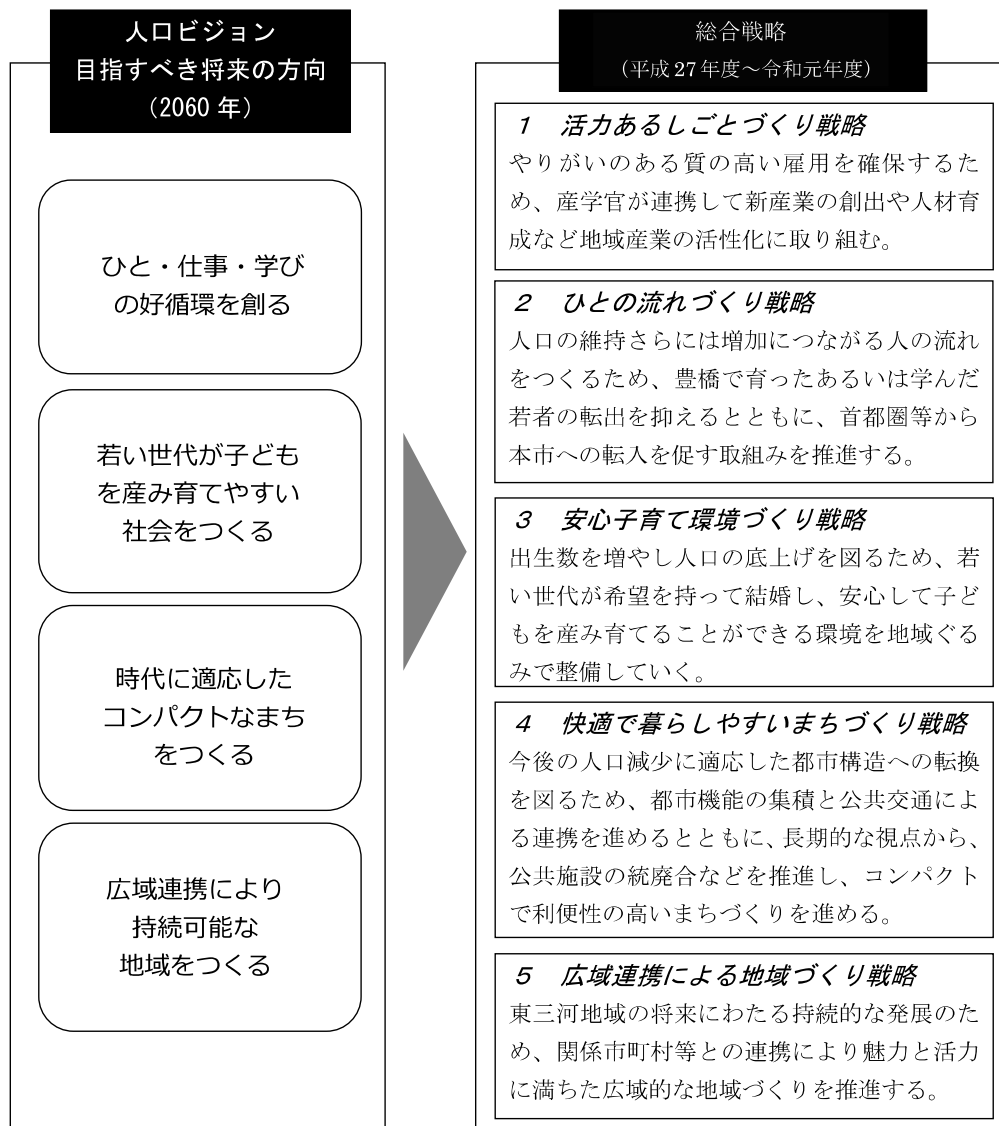 人口ビジョン
目指すべき将来の方向
（2060 年）
ひと・仕事・学び
の好循環を創る
若い世代が子ども
を産み育てやすい
社会をつくる
時代に適応した
コンパクトなまち
をつくる
広域連携により
持続可能な
地域をつくる
総合戦略
（平成 27 年度～令和元年度）
１　活力あるしごとづくり戦略
やりがいのある質の高い雇用を確保するた
め、産学官が連携して新産業の創出や人材育
成など地域産業の活性化に取り組む。
２　ひとの流れづくり戦略
人口の維持さらには増加につながる人の流れ
をつくるため、豊橋で育ったあるいは学んだ
若者の転出を抑えるとともに、首都圏等から
本市への転入を促す取組みを推進する。
３　安心子育て環境づくり戦略
出生数を増やし人口の底上げを図るため、若
い世代が希望を持って結婚し、安心して子ど
もを産み育てることができる環境を地域ぐる
みで整備していく。
４　快適で暮らしやすいまちづくり戦略
今後の人口減少に適応した都市構造への転換
を図るため、都市機能の集積と公共交通によ
る連携を進めるとともに、長期的な視点から、
公共施設の統廃合などを推進し、コンパクト
で利便性の高いまちづくりを進める。
５　広域連携による地域づくり戦略
東三河地域の将来にわたる持続的な発展のた
め、関係市町村等との連携により魅力と活力
に満ちた広域的な地域づくりを推進する。